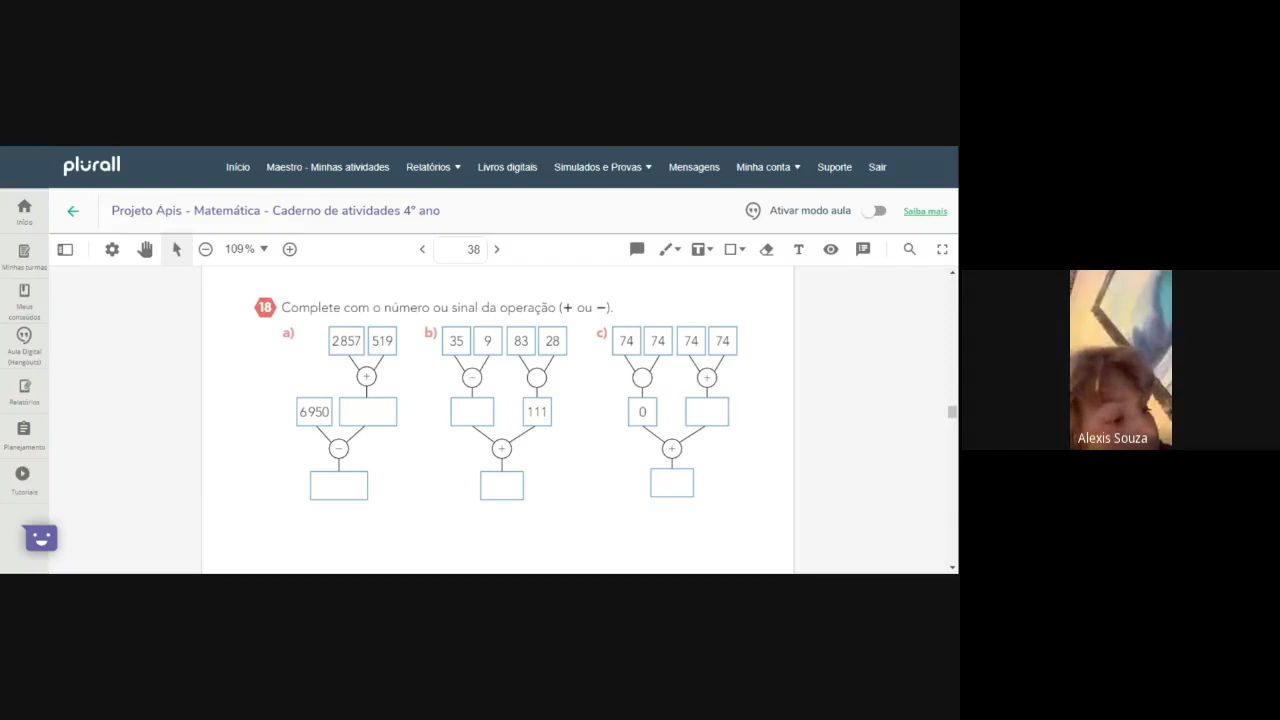 plurall
Início Maestro - Minhas atividades Relatórios Livros digitais Simulados e Provas Mensagens Minha conta Suporte Sair
Início
Projeto Ápis - Matemática - Caderno de atividades 4º ano
Ativar modo aula
Saiba mais
Minhas turmas
109%
38
Meus conteúdos
Aula Digital (Hangouts)
Relatórios
Planejamento
Tutoriais
18 Complete com o número ou sinal da operação (+ ou −).
a) 2857 519
+
6950
−
b) 35 9 83 28
−
111
+
c) 74 74 74 74
+
0
+
Alexis Souza